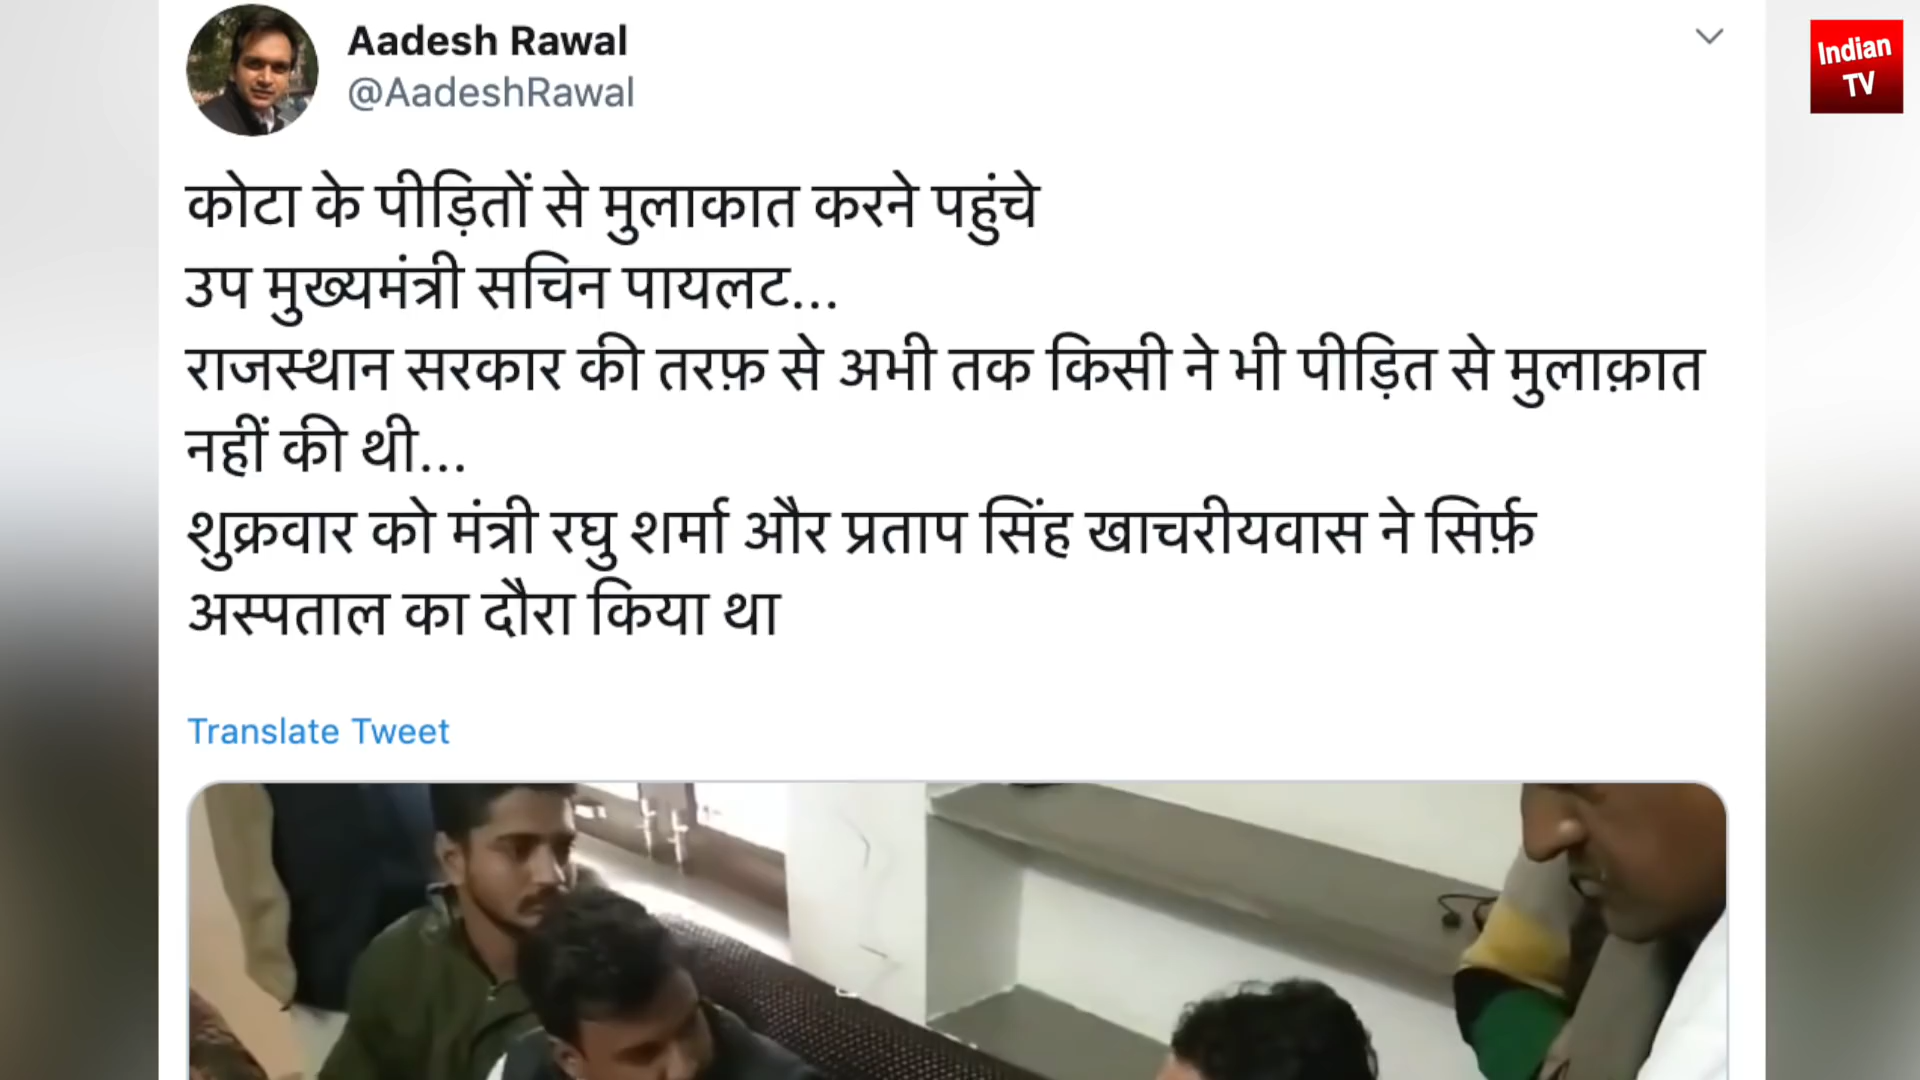 Aadesh Rawal
@AadeshRawal
Indian
TV
कोटा के पीड़ितों से मुलाकात करने पहुंचे
उप मुख्यमंत्री सचिन पायलट...
राजस्थान सरकार की तरफ़ से अभी तक किसी ने भी पीड़ित से मुलाक़ात
नहीं की थी...
शुक्रवार को मंत्री रघु शर्मा और प्रताप सिंह खाचरीयवास ने सिर्फ़
अस्पताल का दौरा किया था
Translate Tweet